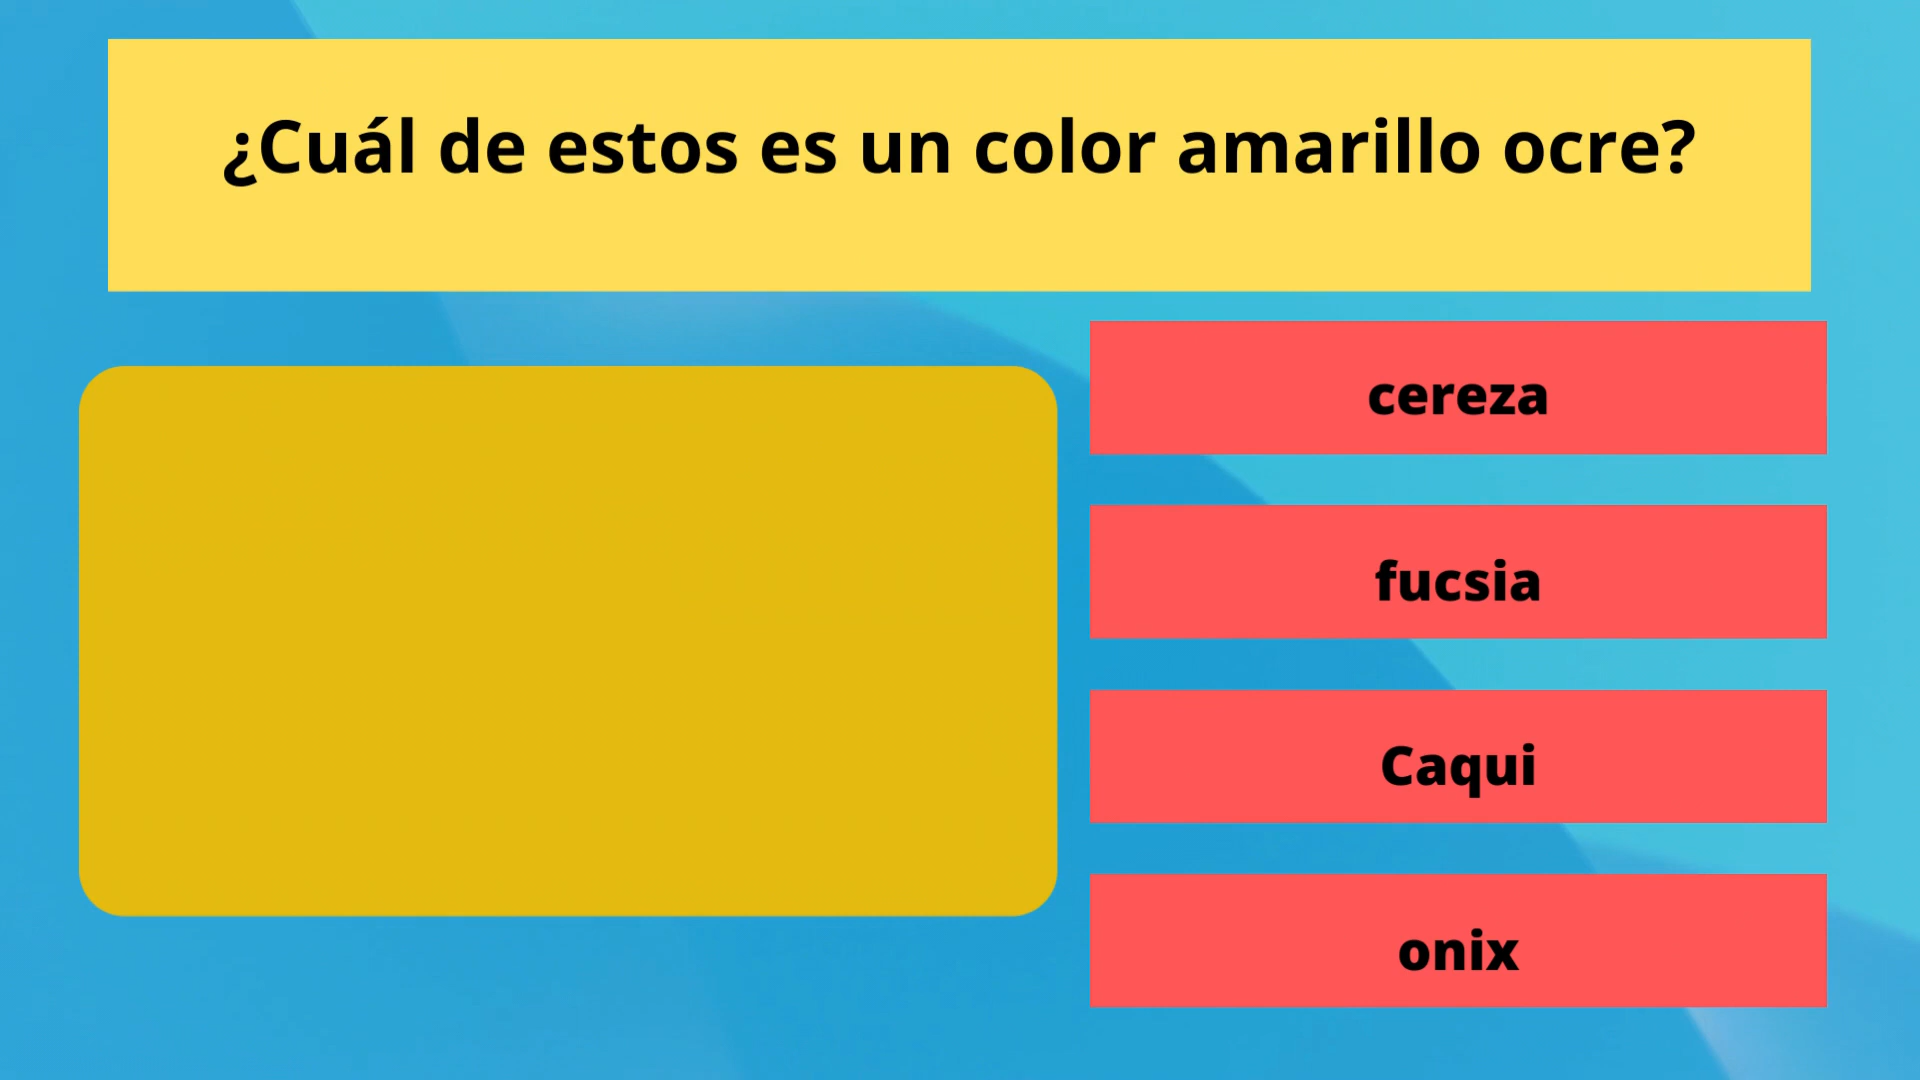 ¿Cuál de estos es un color amarillo ocre?
cereza
fucsia
Caqui
onix